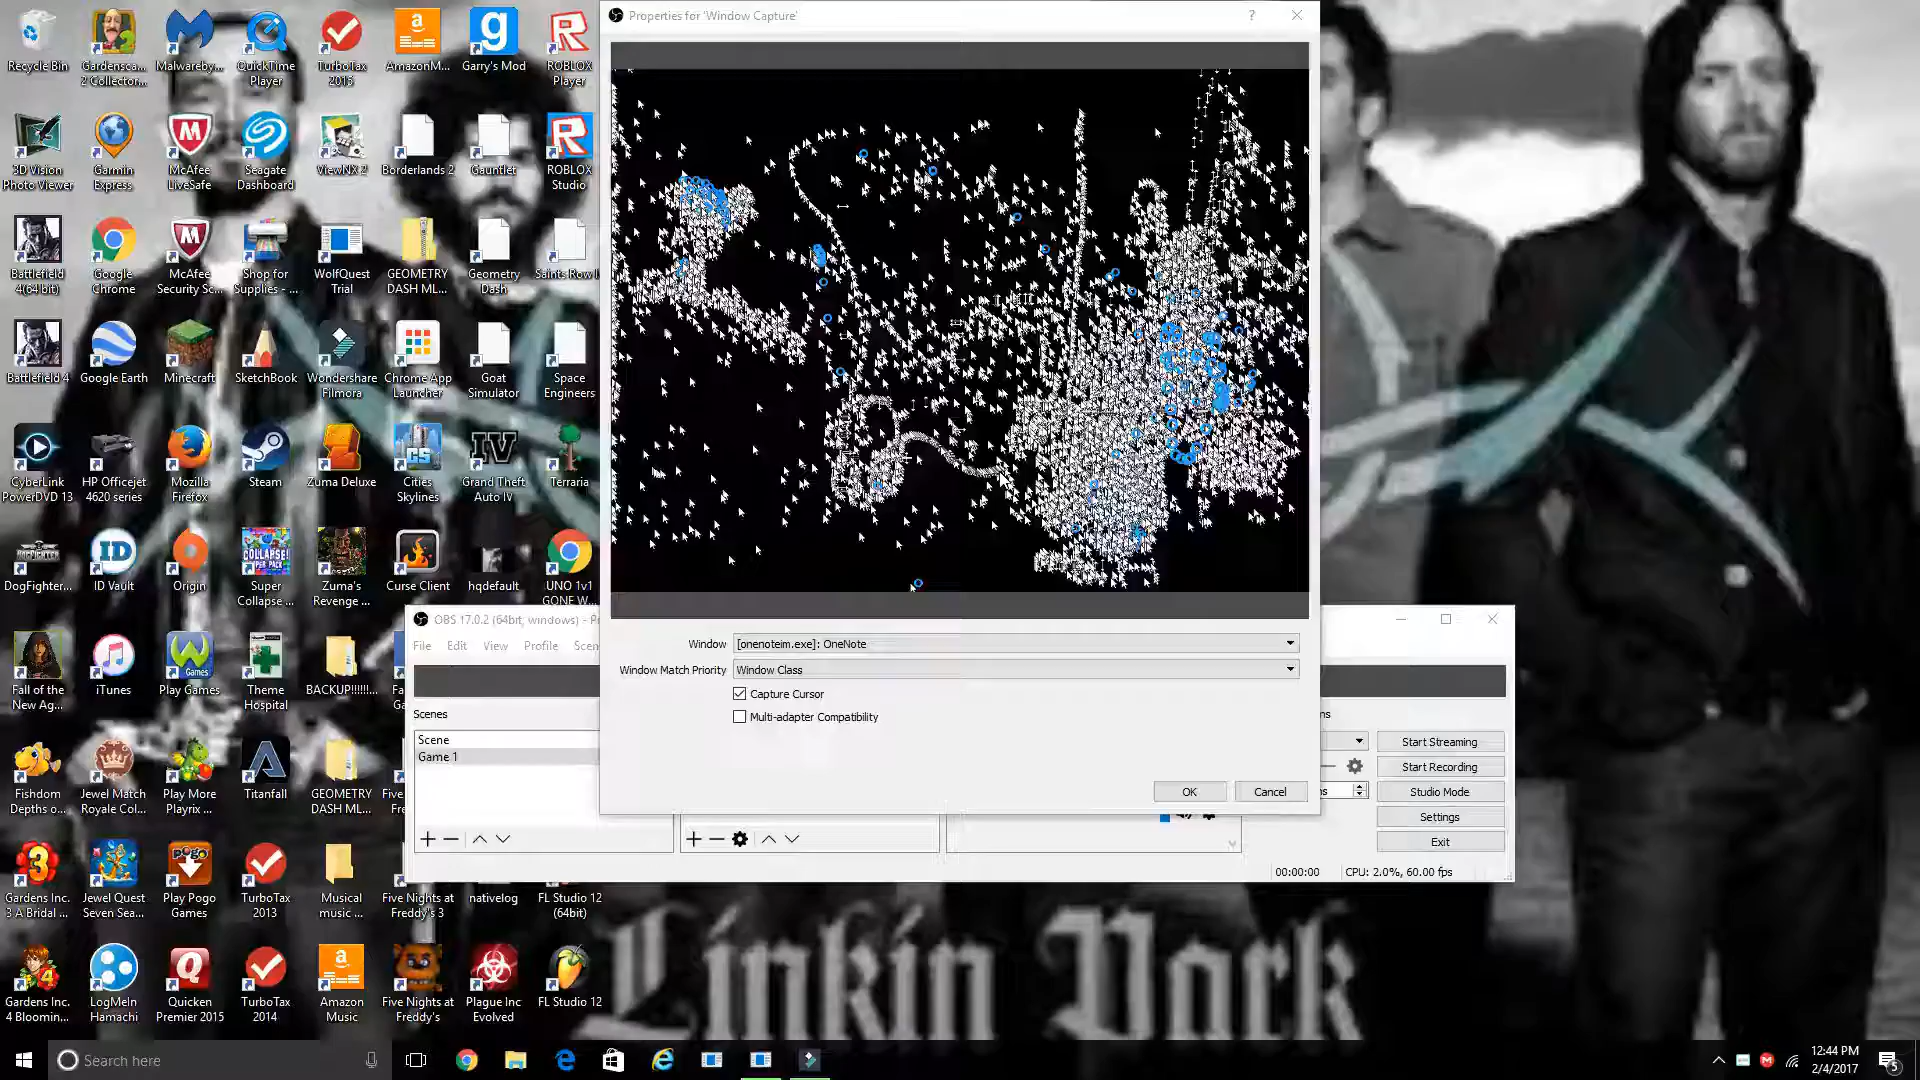 Properties for 'Window Capture'
?
Recycle Bin
Gardensca...
2 Collector...
Malwareby...
QuickTime
Player
TurboTax
2015
AmazonM...
Garry's Mod
ROBLOX
Player
3D Vision
Photo Viewer
Garmin
Express
McAfee
LiveSafe
Seagate
Dashboard
ViewNX 2
Borderlands 2
Gauntlet
ROBLOX
Studio
Battlefield
4(64 bit)
Google
Chrome
McAfee
Security Sc...
Shop for
Supplies - ...
WolfQuest
Trial
GEOMETRY
DASH ML...
Geometry
Dash
Saints Row I
Battlefield 4
Google Earth
Minecraft
SketchBook
Wondershare
Filmora
Chrome App
Launcher
Goat
Simulator
Space
Engineers
CyberLink
PowerDVD 13
HP Officejet
4620 series
Mozilla
Firefox
Steam
Zuma Deluxe
Cities
Skylines
Grand Theft
Auto IV
Terraria
DogFighter...
ID Vault
Origin
Super
Collapse ...
Zuma's
Revenge ...
Curse Client
hqdefault
UNO 1v1
GONE W...
Fall of the
New Ag...
iTunes
Play Games
Theme
Hospital
BACKUP!!!!!!...
OBS 17.0.2 (64bit, windows) - Pr
File Edit View Profile Scen
Window [onenoteim.exe]: OneNote
Window Match Priority Window Class
Capture Cursor
Multi-adapter Compatibility
OK Cancel
Scenes
Scene
Game 1
Start Streaming
Start Recording
Studio Mode
Settings
Exit
00:00:00 CPU: 2.0%, 60.00 fps
Fishdom
Depths o...
Jewel Match
Royale Col...
Play More
Playrix ...
Titanfall
GEOMETRY
DASH ML...
Gardens Inc.
3 A Bridal ...
Jewel Quest
Seven Sea...
Play Pogo
Games
TurboTax
2013
Musical
music ...
Five Nights at
Freddy's 3
nativelog
FL Studio 12
(64bit)
Gardens Inc.
4 Bloomin...
LogMeIn
Hamachi
Quicken
Premier 2015
TurboTax
2014
Amazon
Music
Five Nights at
Freddy's
Plague Inc
Evolved
FL Studio 12
Linkin Park
Search here
12:44 PM
2/4/2017
5